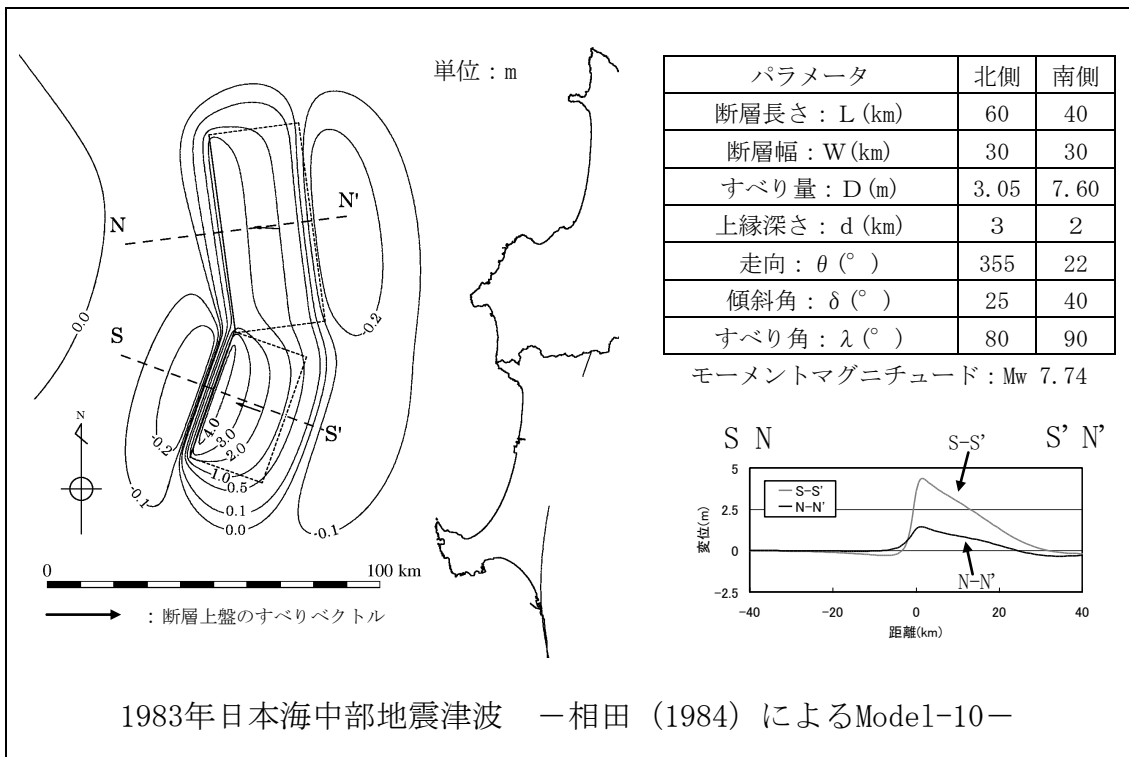 単位：m
N
N'
S
S'
0.0
-0.2
-0.2
-0.1
4.0
3.0
2.0
1.0
0.5
0.1
0.0
-0.1
N
0
100 km
：断層上盤のすべりベクトル
パラメータ 北側 南側
断層長さ：L(km) 60 40
断層幅：W(km) 30 30
すべり量：D(m) 3.05 7.60
上縁深さ：d(km) 3 2
走向：θ(°) 355 22
傾斜角：δ(°) 25 40
すべり角：λ(°) 80 90
モーメントマグニチュード：Mw 7.74
S N
S' N'
S-S'
5
2.5
0
-2.5
変位(m)
S-S'
N-N'
N-N'
-40 -20 0 20 40
距離(km)
1983年日本海中部地震津波　－相田（1984）によるModel-10－